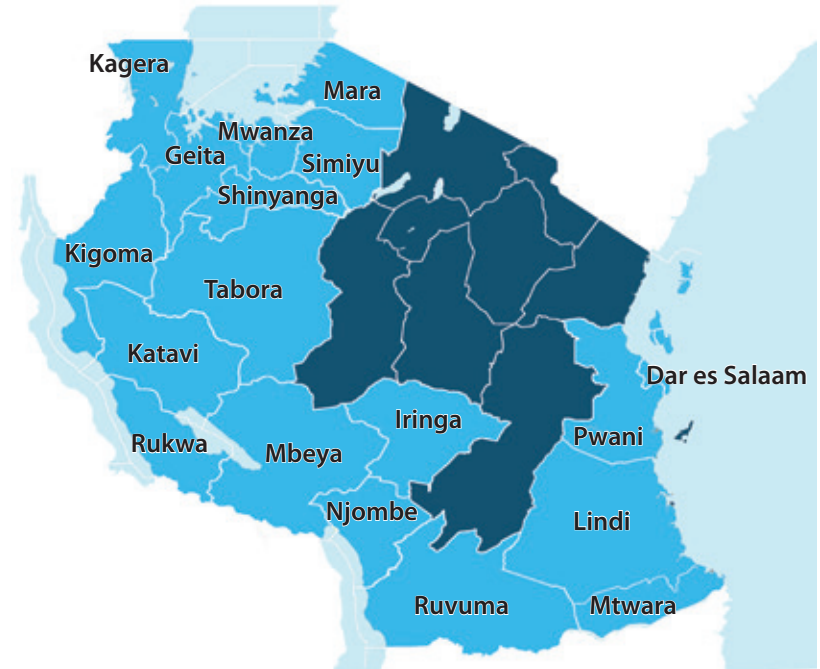 Kagera
Mara
Mwanza
Geita
Simiyu
Shinyanga
Kigoma
Tabora
Katavi
Dar es Salaam
Iringa
Pwani
Rukwa
Mbeya
Njombe
Lindi
Ruvuma
Mtwara